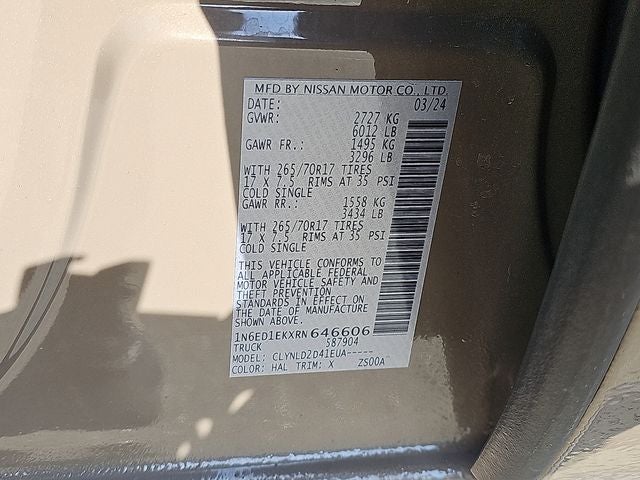 MFD BY NISSAN MOTOR CO., LTD.
DATE: 03/24
GVWR: 2727 KG
6012 LB
GAWR FR.: 1495 KG
3296 LB
WITH 265/70R17 TIRES
17 X 7.5 RIMS AT 35 PSI
COLD SINGLE
GAWR RR.: 1558 KG
3434 LB
WITH 265/70R17 TIRES
17 X 7.5 RIMS AT 35 PSI
COLD SINGLE
THIS VEHICLE CONFORMS TO
ALL APPLICABLE FEDERAL
MOTOR VEHICLE SAFETY AND
THEFT PREVENTION
STANDARDS IN EFFECT ON
THE DATE OF MANUFACTURE
SHOWN ABOVE.
1N6ED1EKXRN646606
TRUCK 587904
MODEL: CLYNLD2D41EUA-----
COLOR: HAL TRIM: X ZS00A